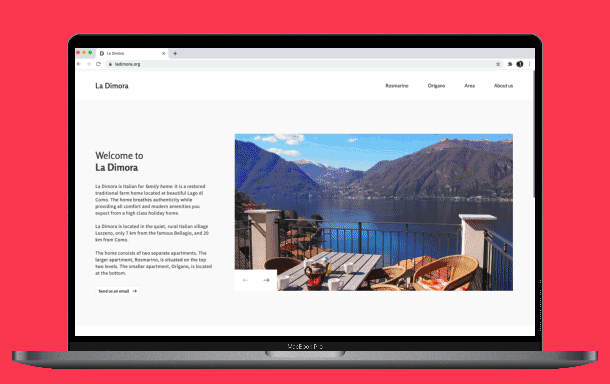 La Dimora
ladimora.org
La Dimora
Rosmarino Origano Area About us
Welcome to
La Dimora
La Dimora is Italian for family home. It is a restored
traditional farm home located at beautiful Lago di
Como. The home breathes authenticity while
providing all comfort and modern amenities you
expect from a high class holiday home.
La Dimora is located in the quiet, rural Italian village
Lezzeno, only 7 km from the famous Bellagio, and 20
km from Como.
The home consists of two separate apartments. The
larger apartment, Rosmarino, is situated on the top
two levels. The smaller apartment, Origano, is located
at the bottom.
Send us an email
MacBook Pro